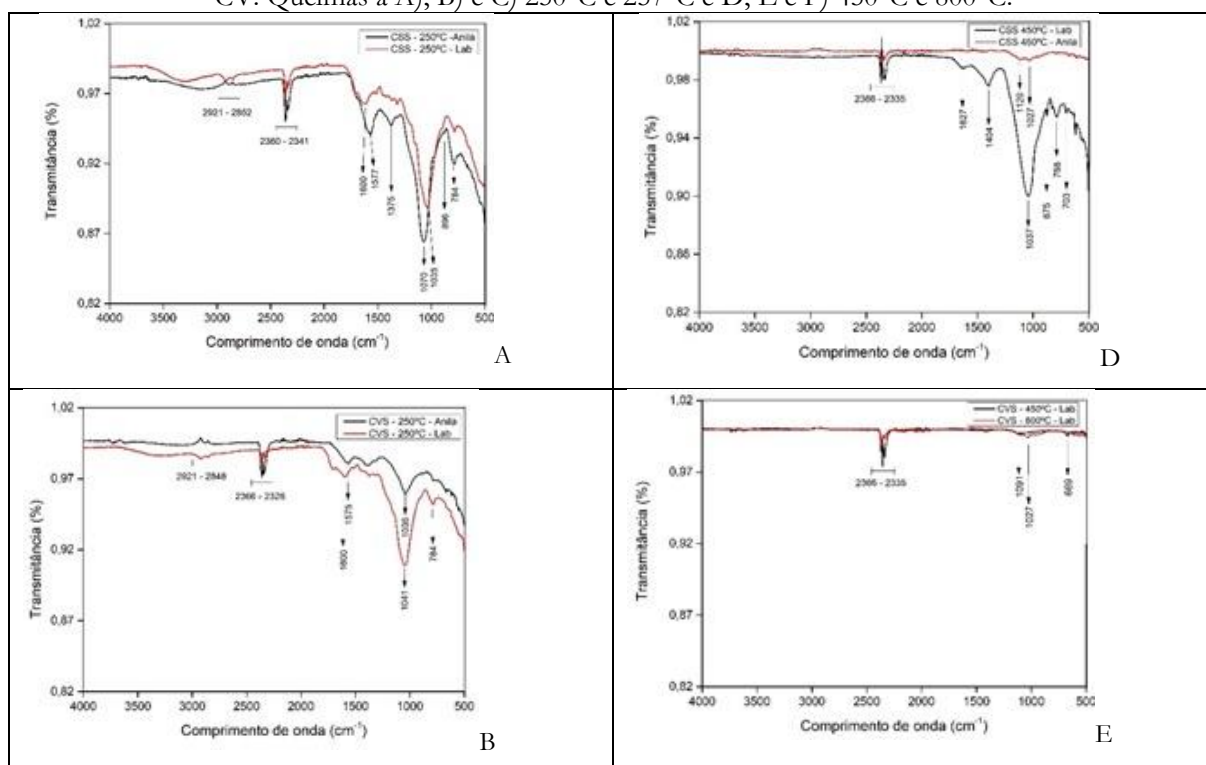 CV. Queimas a A), B) e C) 250°C e 257°C e D, E e F) 450°C e 800°C.
1,02
0,97
0,92
0,87
0,82
Transmitância (%)
CSS - 250ºC -Anila
CSS - 250ºC - Lab
2921 - 2852
2360 - 2341
1600
1577
1375
1070
1035
896
784
4000 3500 3000 2500 2000 1500 1000 500
Comprimento de onda (cm-1)
A
1,02
0,98
0,94
0,90
0,86
0,82
Transmitância (%)
CSS 450ºC - Lab
CSS 450ºC - Anila
2366 - 2335
1627
1404
1120
1027
1037
875
788
703
4000 3500 3000 2500 2000 1500 1000 500
Comprimento de onda (cm-1)
D
1,02
0,97
0,92
0,87
0,82
Transmitância (%)
CVS - 250ºC - Anila
CVS - 250ºC - Lab
2921 - 2848
2366 - 2326
1600
1575
1041
784
4000 3500 3000 2500 2000 1500 1000 500
Comprimento de onda (cm-1)
B
1,02
0,97
0,92
0,87
0,82
Transmitância (%)
CVS - 450ºC - Lab
CVS - 600ºC - Lab
2365 - 2335
1091
1027
669
4000 3500 3000 2500 2000 1500 1000 500
Comprimento de onda (cm-1)
E